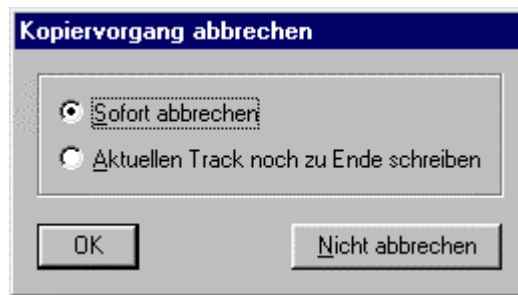 Kopiervorgang abbrechen
Sofort abbrechen
Aktuellen Track noch zu Ende schreiben
OK
Nicht abbrechen